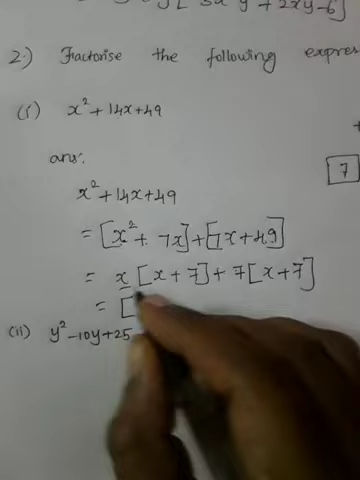 2.) Factorise the following expres
(i) x² + 14x + 49
ans:
x² + 14x + 49
= [x² + 7x] + [7x + 49]
= x [x + 7] + 7 [x + 7]
= [
(ii) y² - 10y + 25
7